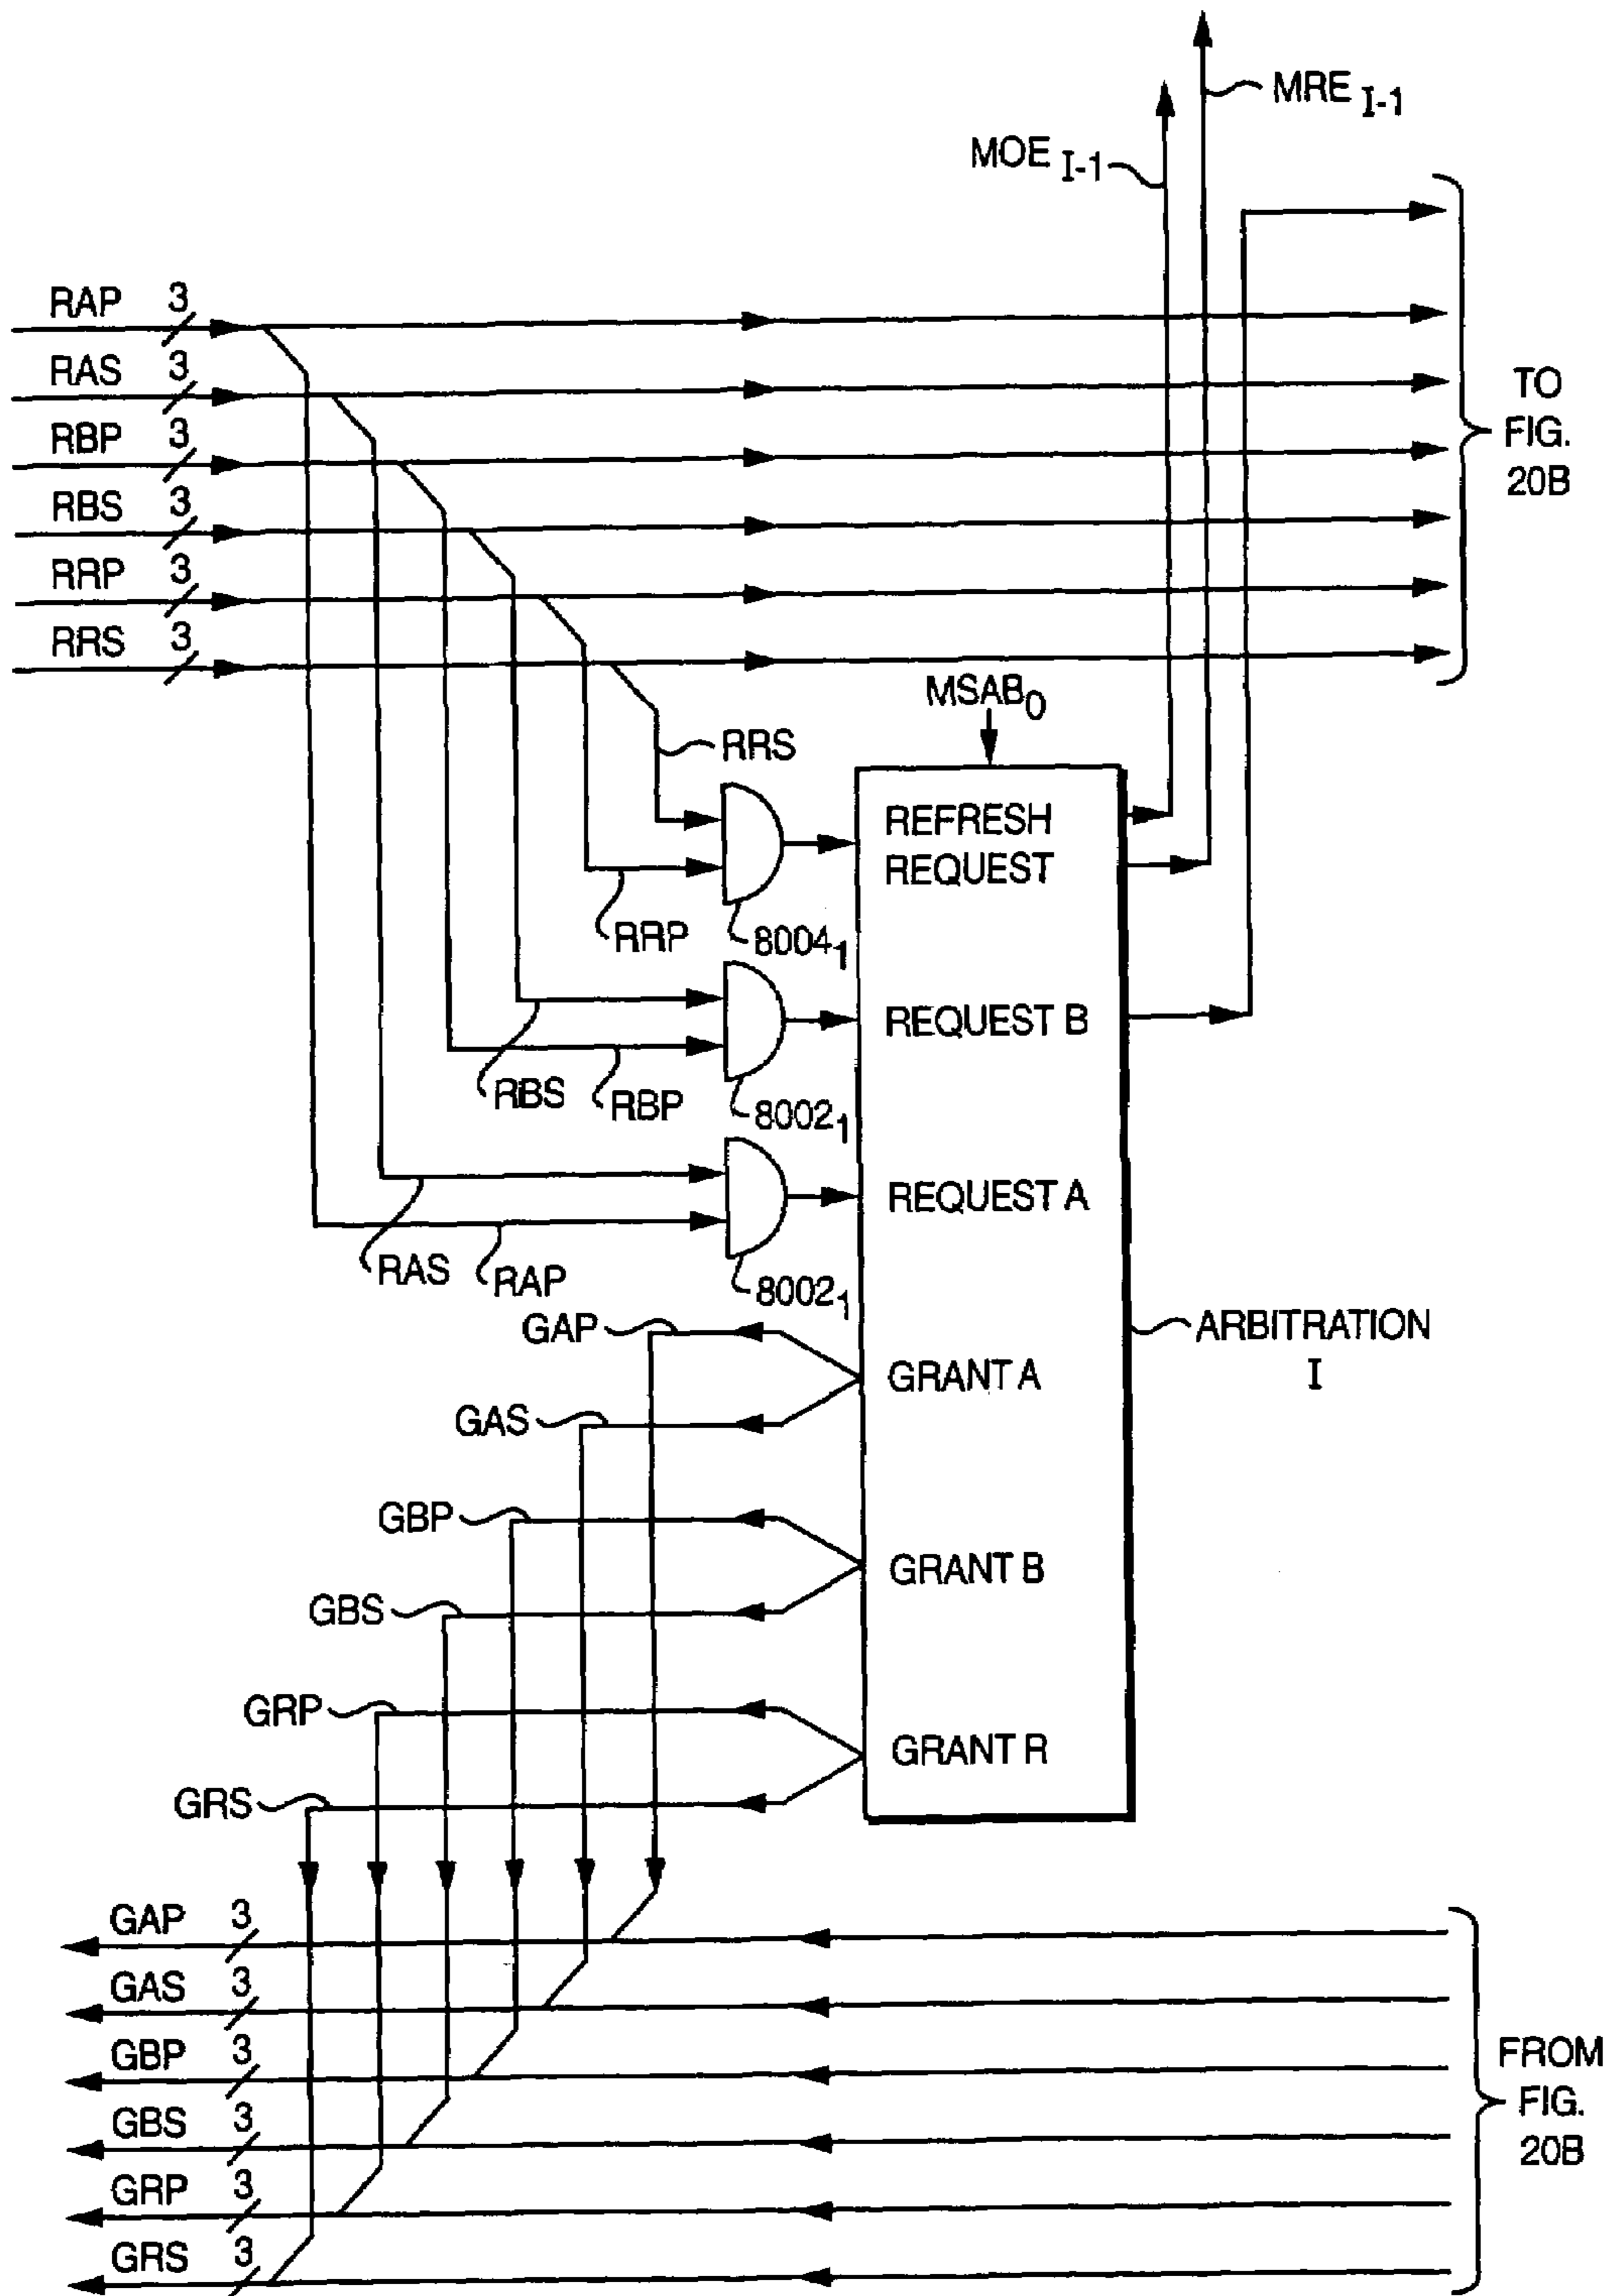 MRE I-1
MOE I-1
RAP 3
RAS 3
RBP 3
RBS 3
RRP 3
RRS 3
TO
FIG.
20B
MSAB0
RRS
REFRESH
REQUEST
RRP
80041
REQUEST B
RBS
RBP
80021
REQUEST A
RAS
RAP
80021
GAP
ARBITRATION
I
GRANT A
GAS
GBP
GRANT B
GBS
GRP
GRANT R
GRS
GAP 3
GAS 3
GBP 3
GBS 3
GRP 3
GRS 3
FROM
FIG.
20B